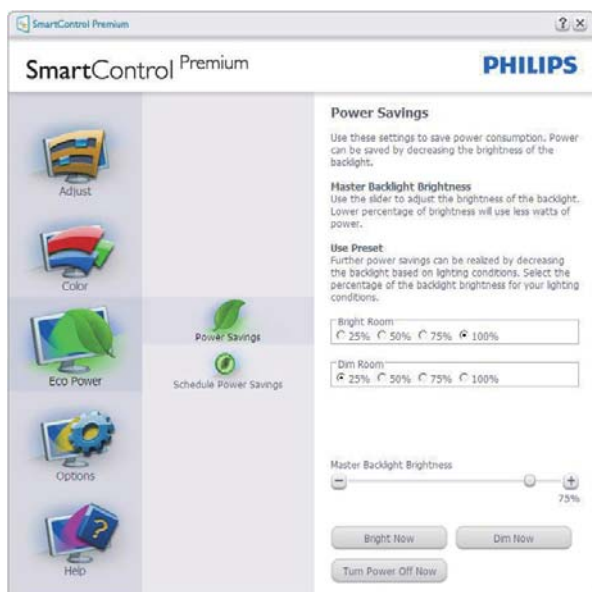 SmartControl Premium
SmartControl Premium
PHILIPS
Adjust
Color
Eco Power
Options
Help
Power Savings
Schedule Power Savings
Power Savings
Use these settings to save power consumption. Power
can be saved by decreasing the brightness of the
backlight.
Master Backlight Brightness
Use the slider to adjust the brightness of the backlight.
Lower percentage of brightness will use less watts of
power.
Use Preset
Further power savings can be realized by decreasing
the backlight based on lighting conditions. Select the
percentage of the backlight brightness for your lighting
conditions.
Bright Room
25% 50% 75% 100%
Dim Room
25% 50% 75% 100%
Master Backlight Brightness
75%
Bright Now Dim Now
Turn Power Off Now